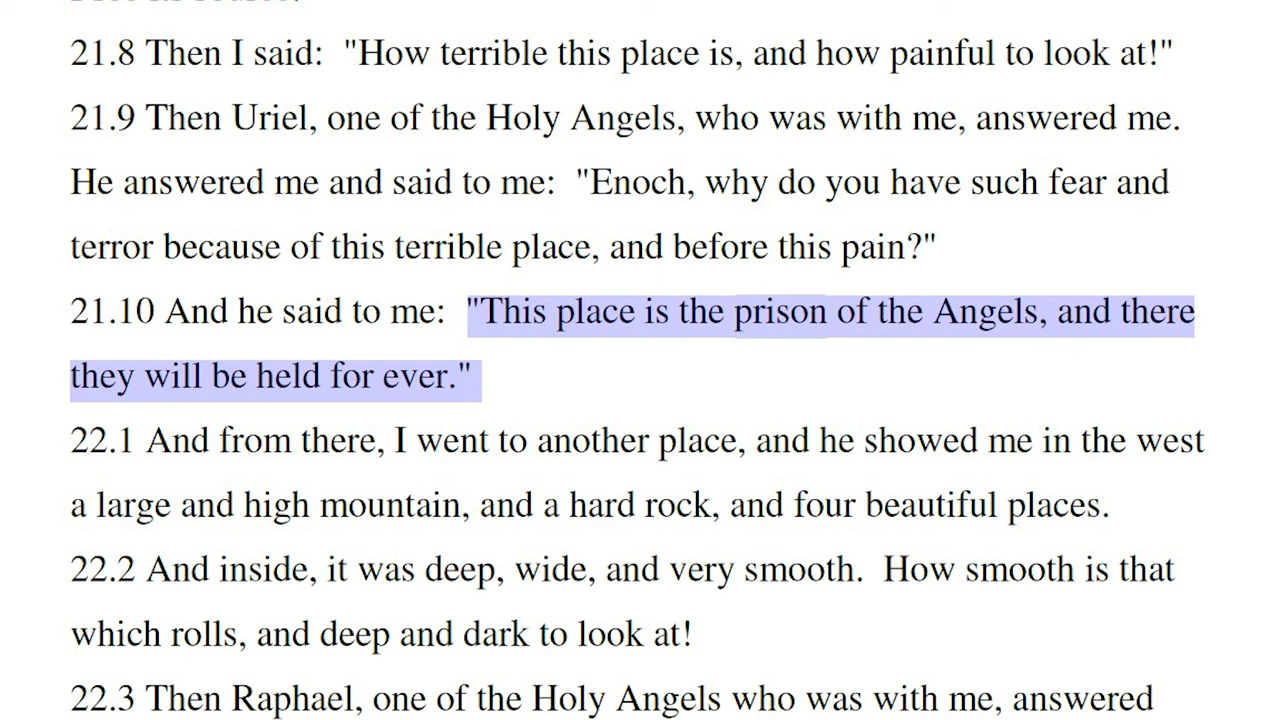 21.8 Then I said:  "How terrible this place is, and how painful to look at!"
21.9 Then Uriel, one of the Holy Angels, who was with me, answered me.
He answered me and said to me:  "Enoch, why do you have such fear and
terror because of this terrible place, and before this pain?"
21.10 And he said to me:  "This place is the prison of the Angels, and there
they will be held for ever."
22.1 And from there, I went to another place, and he showed me in the west
a large and high mountain, and a hard rock, and four beautiful places.
22.2 And inside, it was deep, wide, and very smooth.  How smooth is that
which rolls, and deep and dark to look at!
22.3 Then Raphael, one of the Holy Angels who was with me, answered